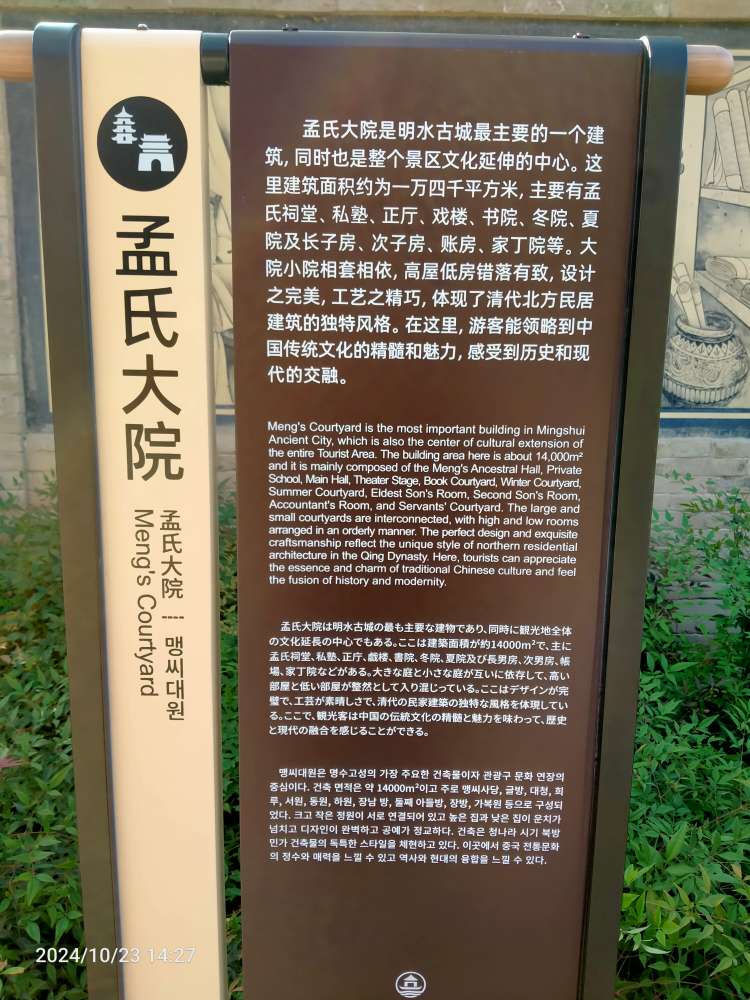 孟氏大院
孟氏大院 맹씨대원
Meng's Courtyard
孟氏大院是明水古城最主要的一个建
筑，同时也是整个景区文化延伸的中心。这
里建筑面积约为一万四千平方米，主要有孟
氏祠堂、私塾、正厅、戏楼、书院、冬院、夏
院及长子房、次子房、账房、家丁院等。大
院小院相套相依，高屋低房错落有致，设计
之完美，工艺之精巧，体现了清代北方民居
建筑的独特风格。在这里，游客能领略到中
国传统文化的精髓和魅力，感受到历史和现
代的交融。
Meng's Courtyard is the most important building in Mingshui
Ancient City, which is also the center of cultural extension of
the entire Tourist Area. The building area here is about 14,000m²
and it is mainly composed of the Meng's Ancestral Hall, Private
School, Main Hall, Theater Stage, Book Courtyard, Winter Courtyard,
Summer Courtyard, Eldest Son's Room, Second Son's Room,
Accountant's Room, and Servants' Courtyard. The large and
small courtyards are interconnected, with high and low rooms
arranged in an orderly manner. The perfect design and exquisite
craftsmanship reflect the unique style of northern residential
architecture in the Qing Dynasty. Here, tourists can appreciate
the essence and charm of traditional Chinese culture and feel
the fusion of history and modernity.
孟氏大院は明水古城の最も主要な建物であり、同時に観光地全体
の文化延長の中心でもある。ここは建築面積が約14000m²で、主に
孟氏祠堂、私塾、正庁、戯楼、書院、冬院、夏院及び長男房、次男房、帳
場、家丁院などがある。大きな庭と小さな庭が互いに依存して、高い
部屋と低い部屋が整然として入り混じっている。ここはデザインが完
璧で、工芸が素晴しさで、清代の民家建築の独特な風格を体現してい
る。ここで、観光客は中国の伝統文化の精髄と魅力を味わって、歴史
と現代の融合を感じることができる。
맹씨대원은 명수고성의 가장 주요한 건축물이자 관광구 문화 연장의
중심이다. 건축 면적은 약 14000m²이고 주로 맹씨사당, 글방, 대청, 희
루, 서원, 동원, 하원, 장남 방, 둘째 아들방, 장방, 가복원 등으로 구성되
었다. 크고 작은 정원이 서로 연결되어 있고 높은 집과 낮은 집이 운치가
넘치고 디자인이 완벽하고 공예가 정교하다. 건축은 청나라 시기 북방
민가 건축물의 독특한 스타일을 체현하고 있다. 이곳에서 중국 전통문화
의 정수와 매력을 느낄 수 있고 역사와 현대의 융합을 느낄 수 있다.
2024/10/23 14:27